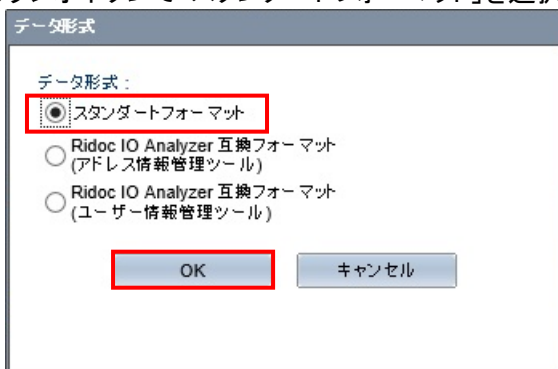 データ形式
データ形式：
スタンダートフォーマット
Ridoc IO Analyzer 互換フォーマット
(アドレス情報管理ツール)
Ridoc IO Analyzer 互換フォーマット
(ユーザー情報管理ツール)
OK
キャンセル